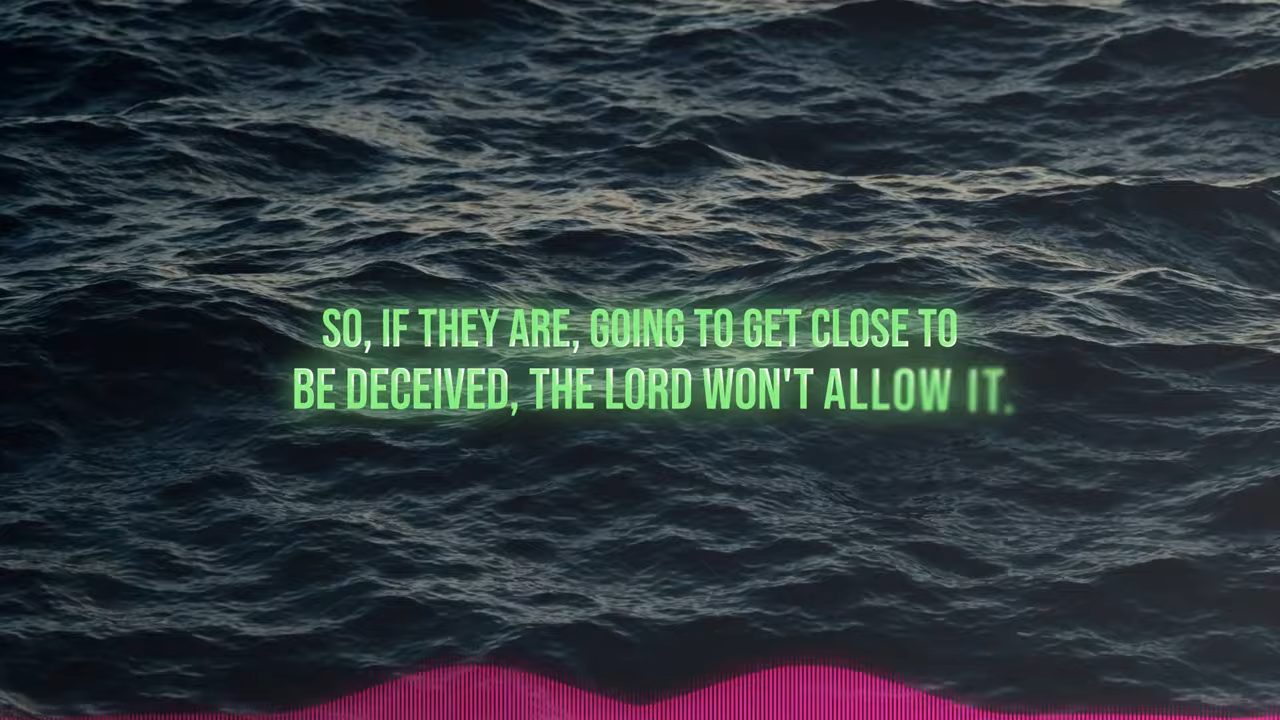 SO, IF THEY ARE, GOING TO GET CLOSE TO
BE DECEIVED, THE LORD WON'T ALLOW IT.